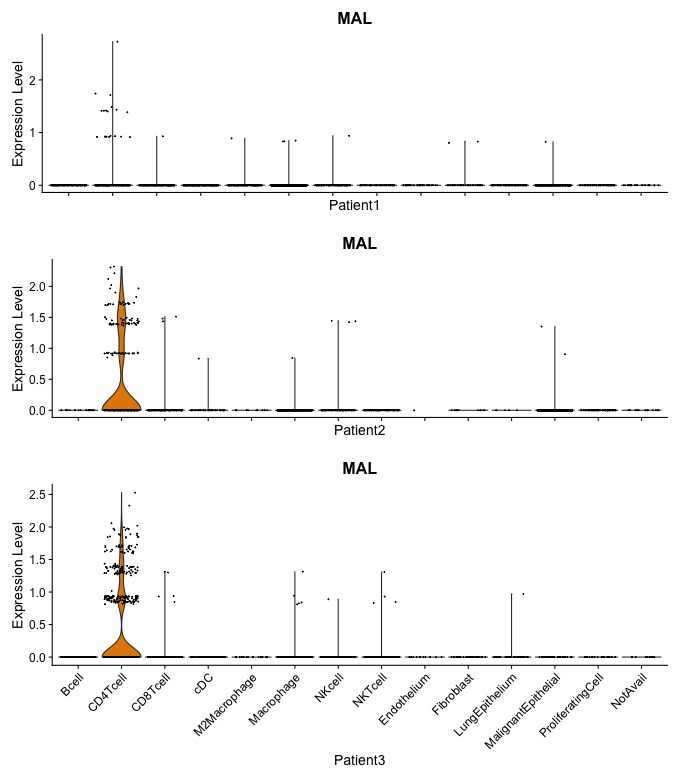 MAL
Expression Level
2
1
0
Patient1
MAL
Expression Level
2.0
1.5
1.0
0.5
0.0
Patient2
MAL
Expression Level
2.5
2.0
1.5
1.0
0.5
0.0
Bcell
CD4Tcell
CD8Tcell
cDC
M2Macrophage
Macrophage
NKcell
NKTcell
Endothelium
Fibroblast
LungEpithelium
MalignantEpithelial
ProliferatingCell
NotAvail
Patient3